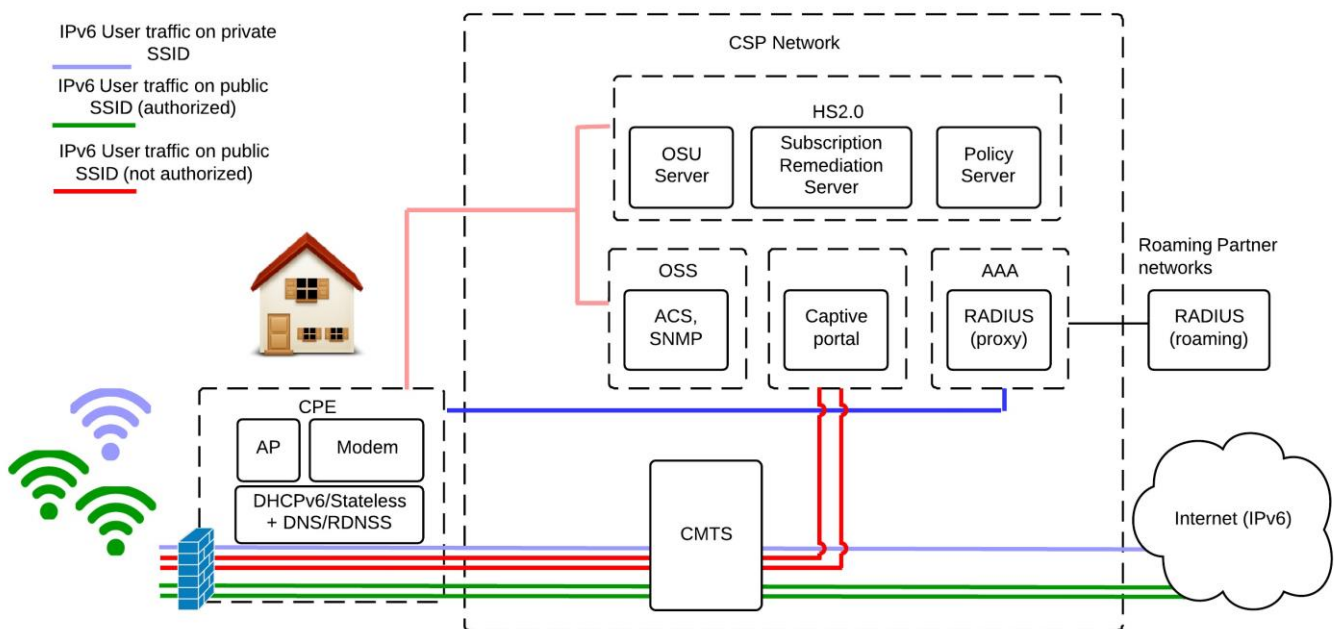 IPv6 User traffic on private
SSID
IPv6 User traffic on public
SSID (authorized)
IPv6 User traffic on public
SSID (not authorized)
CSP Network
HS2.0
OSU
Server
Subscription
Remediation
Server
Policy
Server
OSS
ACS,
SNMP
Captive
portal
AAA
RADIUS
(proxy)
Roaming Partner
networks
RADIUS
(roaming)
CPE
AP
Modem
DHCPv6/Stateless
+ DNS/RDNSS
CMTS
Internet (IPv6)